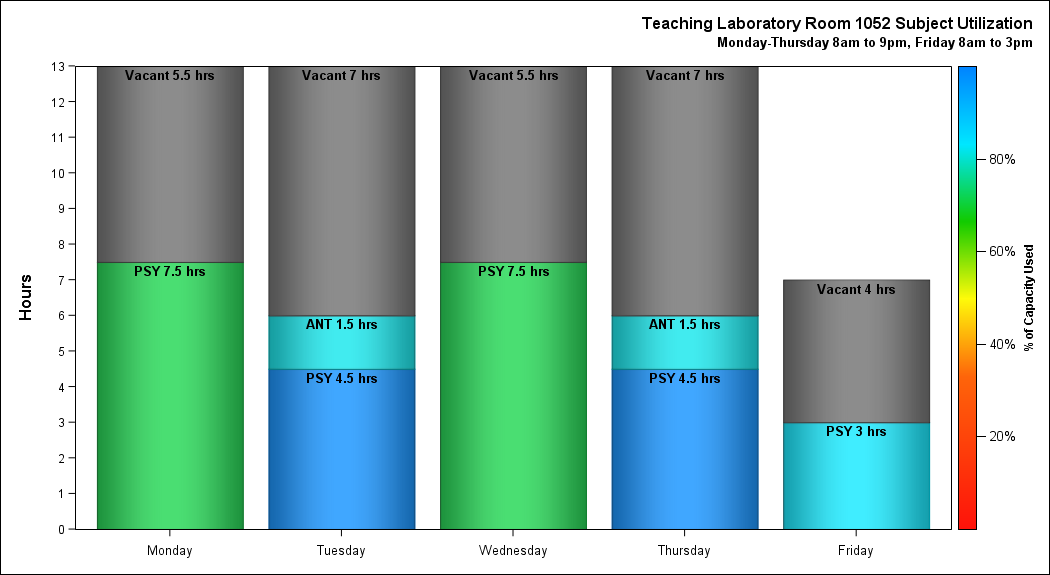 Teaching Laboratory Room 1052 Subject Utilization
Monday-Thursday 8am to 9pm, Friday 8am to 3pm
Hours
13
12
11
10
9
8
7
6
5
4
3
2
1
0
Vacant 5.5 hrs
PSY 7.5 hrs
Vacant 7 hrs
ANT 1.5 hrs
PSY 4.5 hrs
Vacant 5.5 hrs
PSY 7.5 hrs
Vacant 7 hrs
ANT 1.5 hrs
PSY 4.5 hrs
Vacant 4 hrs
PSY 3 hrs
Monday
Tuesday
Wednesday
Thursday
Friday
80%
60%
40%
20%
% of Capacity Used